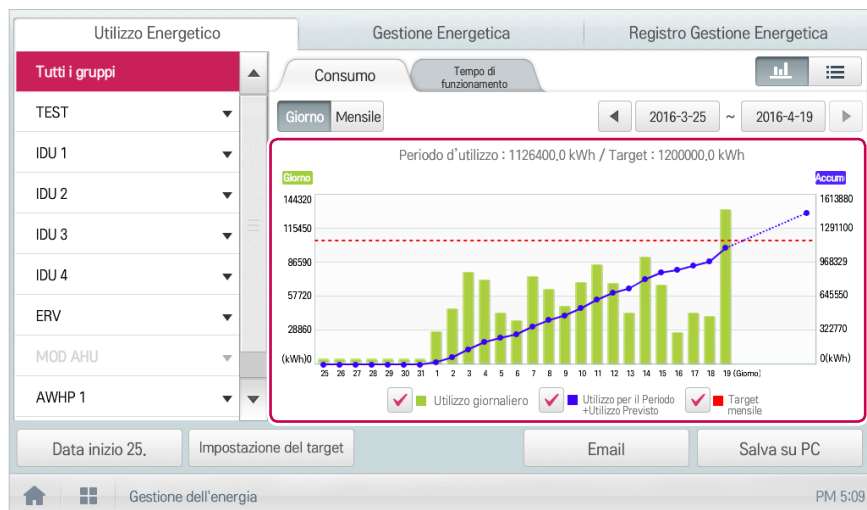 Utilizzo Energetico
Gestione Energetica
Registro Gestione Energetica
Tutti i gruppi
TEST
IDU 1
IDU 2
IDU 3
IDU 4
ERV
MOD AHU
AWHP 1
Consumo
Tempo di
funzionamento
Giorno Mensile
2016-3-25 ~ 2016-4-19
Periodo d'utilizzo : 1126400.0 kWh / Target : 1200000.0 kWh
Giorno
Accum
144320
115450
86590
57720
28860
(kWh)0
1613880
1291100
968329
645550
322770
0(kWh)
25 26 27 28 29 30 31 1 2 3 4 5 6 7 8 9 10 11 12 13 14 15 16 17 18 19 (Giorno)
Utilizzo giornaliero
Utilizzo per il Periodo
+Utilizzo Previsto
Target
mensile
Data inizio 25.
Impostazione del target
Email
Salva su PC
Gestione dell'energia
PM 5:09